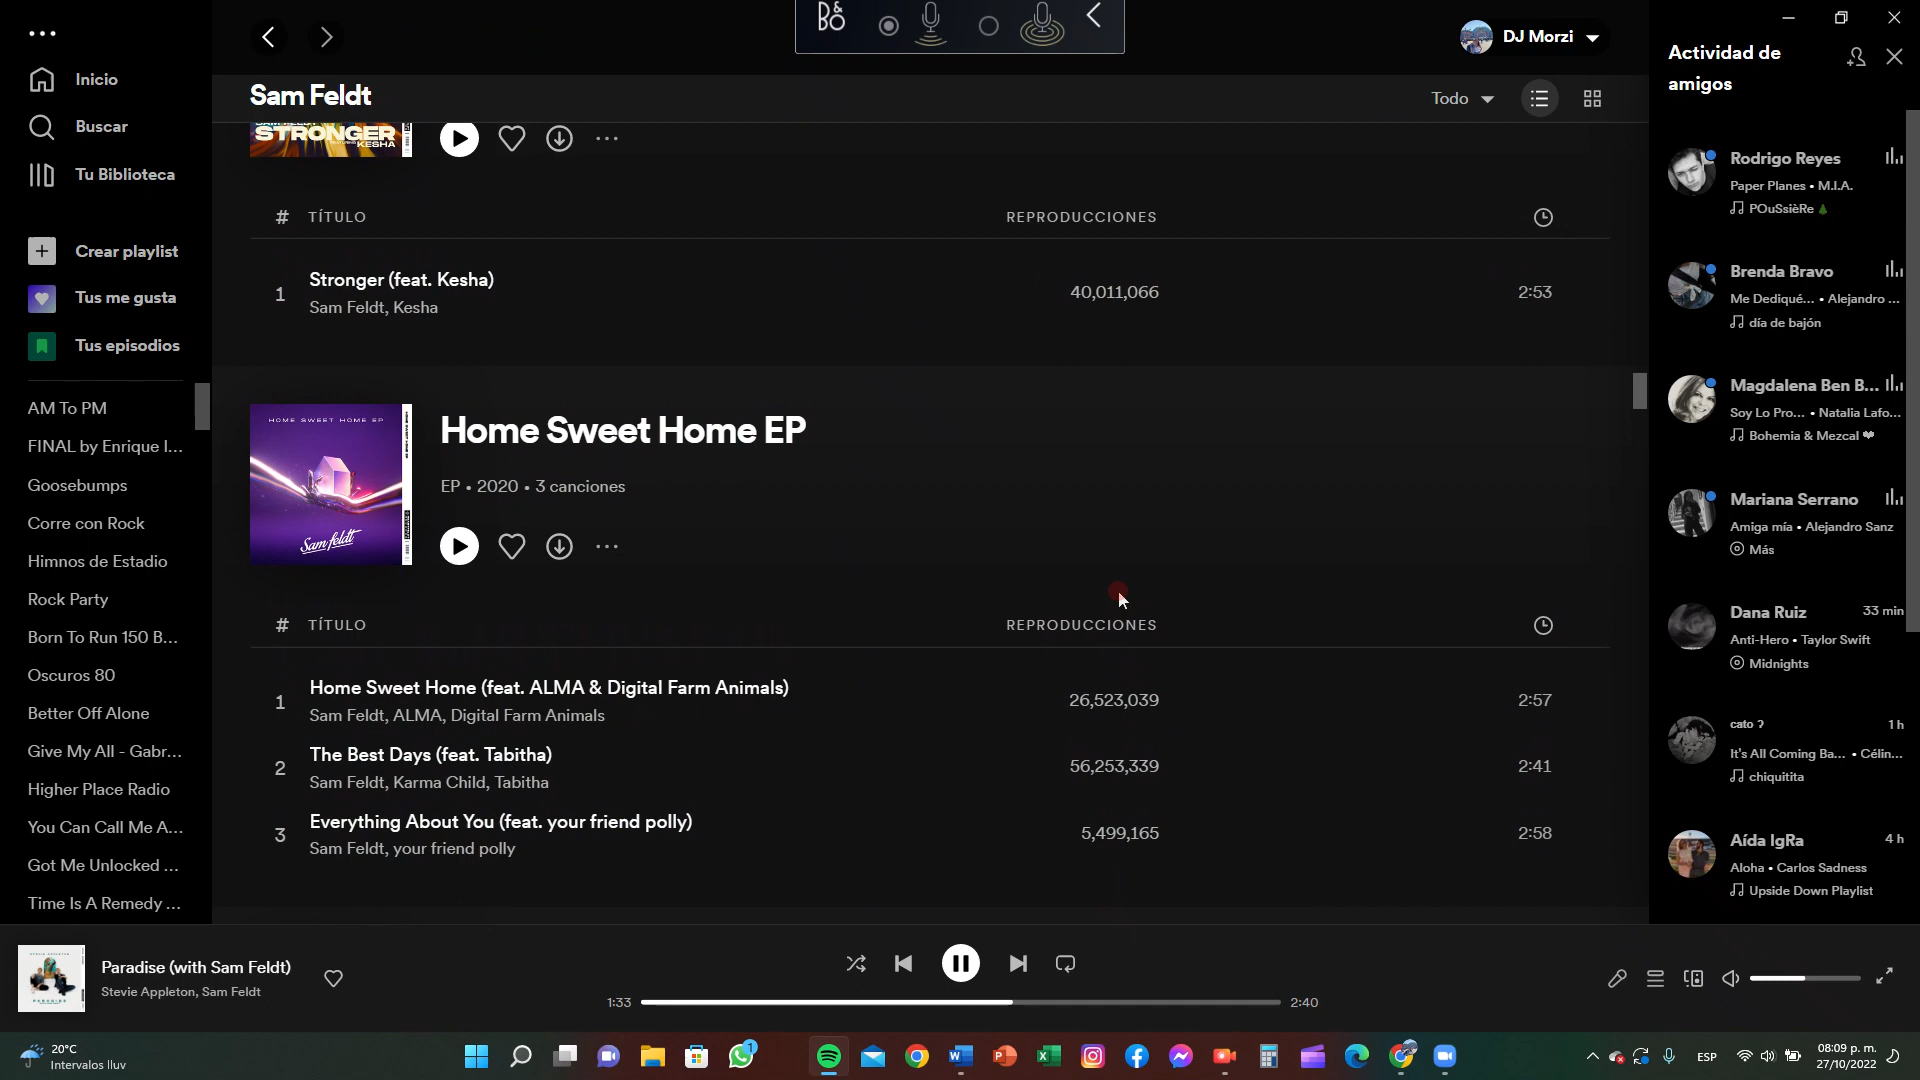 B&O
DJ Morzi
Inicio
Buscar
Tu Biblioteca
Crear playlist
Tus me gusta
Tus episodios
AM To PM
FINAL by Enrique I...
Goosebumps
Corre con Rock
Himnos de Estadio
Rock Party
Born To Run 150 B...
Oscuros 80
Better Off Alone
Give My All - Gabr...
Higher Place Radio
You Can Call Me A...
Got Me Unlocked ...
Time Is A Remedy ...
Sam Feldt
Todo
STRONGER
FEATURING KESHA
# TÍTULO REPRODUCCIONES
1 Stronger (feat. Kesha) 40,011,066 2:53
Sam Feldt, Kesha
HOME SWEET HOME EP
Sam Feldt
Home Sweet Home EP
EP • 2020 • 3 canciones
# TÍTULO REPRODUCCIONES
1 Home Sweet Home (feat. ALMA & Digital Farm Animals) 26,523,039 2:57
Sam Feldt, ALMA, Digital Farm Animals
2 The Best Days (feat. Tabitha) 56,253,339 2:41
Sam Feldt, Karma Child, Tabitha
3 Everything About You (feat. your friend polly) 5,499,165 2:58
Sam Feldt, your friend polly
Actividad de
amigos
Rodrigo Reyes
Paper Planes • M.I.A.
POuSsièRe
Brenda Bravo
Me Dediqué... • Alejandro ...
día de bajón
Magdalena Ben B...
Soy Lo Pro... • Natalia Lafo...
Bohemia & Mezcal
Mariana Serrano
Amiga mía • Alejandro Sanz
Más
Dana Ruiz 33 min
Anti-Hero • Taylor Swift
Midnights
cato ? 1 h
It's All Coming Ba... • Célin...
chiquitita
Aída IgRa 4 h
Aloha • Carlos Sadness
Upside Down Playlist
Paradise (with Sam Feldt)
Stevie Appleton, Sam Feldt
1:33 2:40
20°C
Intervalos lluv
1
ESP
08:09 p. m.
27/10/2022